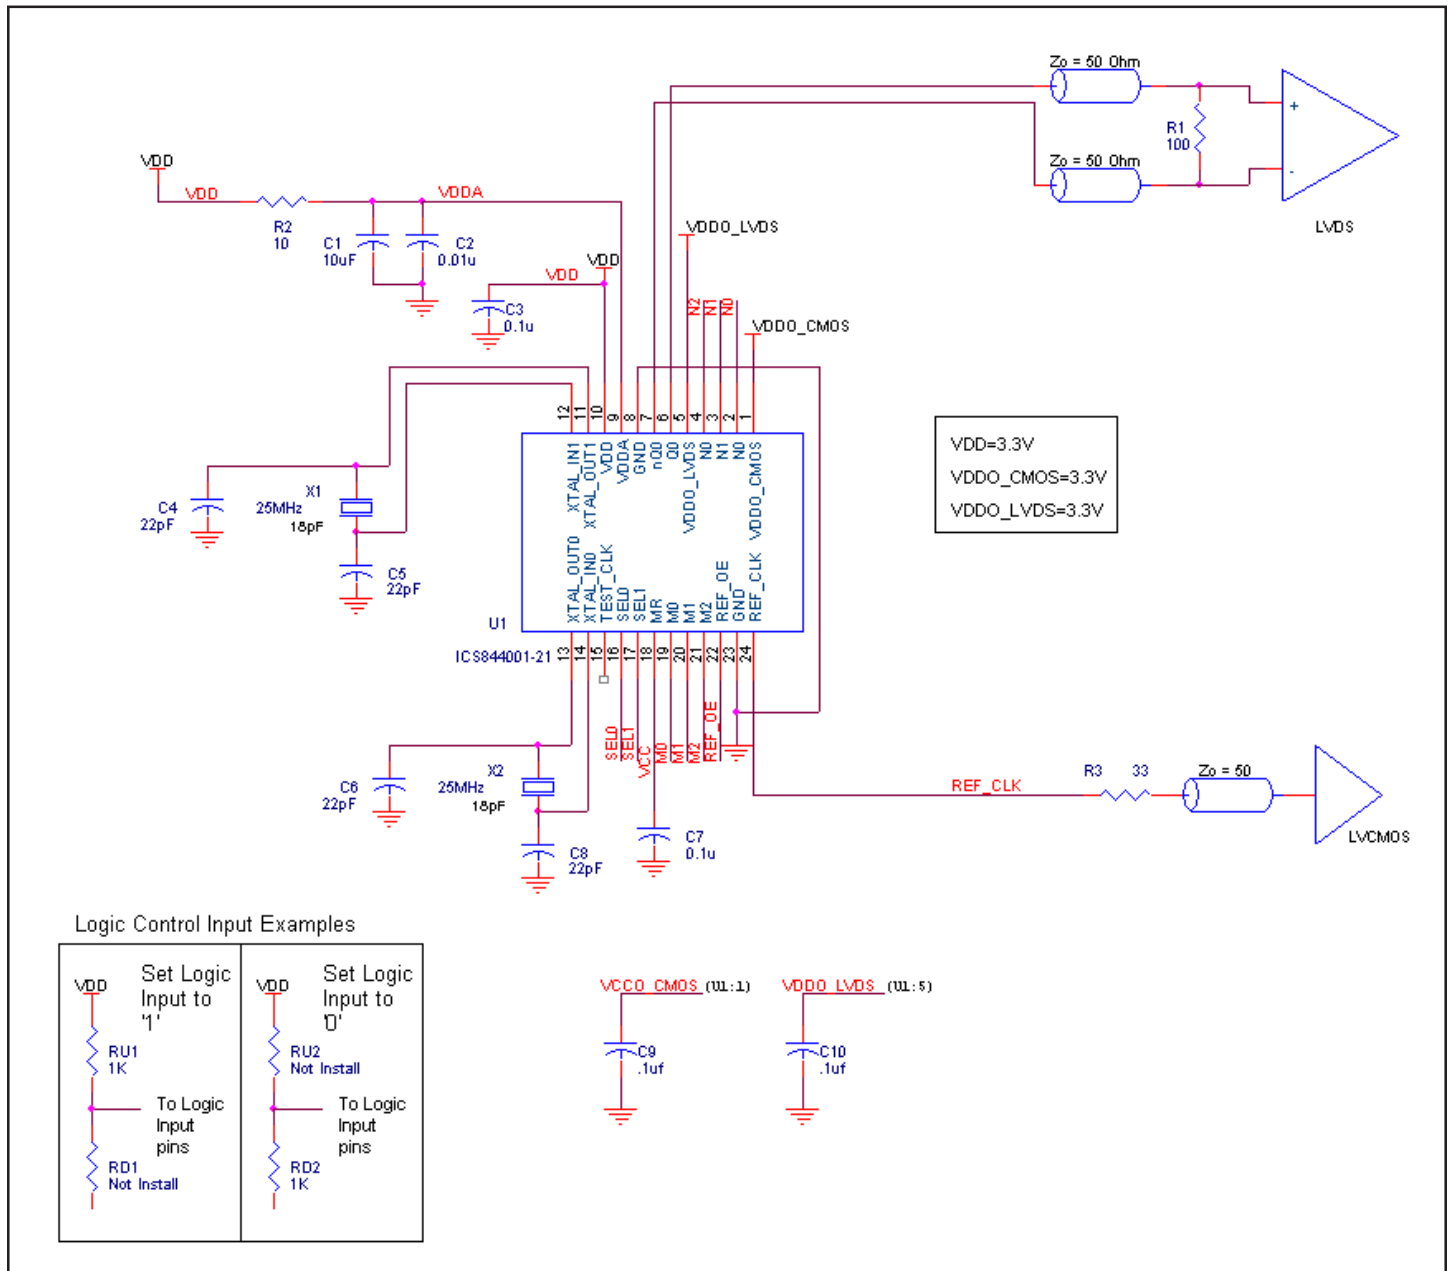 Zo = 50 Ohm
R1
100
Zo = 50 Ohm
+
-
LVDS
VDD
VDD
VDDA
R2
10
C1
10uF
C2
0.01u
VDD
VDD
C3
0.1u
VDDO_LVDS
N2
N1
N0
VDDO_CMOS
12
11
10
9
8
7
6
5
4
3
2
1
XTAL_IN1
XTAL_OUT1
VDD
VDDA
GND
nQ0
Q0
VDDO_LVDS
N0
N1
N0
VDDO_CMOS
XTAL_OUT0
XTAL_IN0
TEST_CLK
SEL0
SEL1
MR
M0
M1
M2
REF_OE
GND
REF_CLK
U1
ICS844001-21
13
14
15
16
17
18
19
20
21
22
23
24
VDD=3.3V
VDDO_CMOS=3.3V
VDDO_LVDS=3.3V
C4
22pF
X1
25MHz
18pF
C5
22pF
SEL0
SEL1
VCC
M0
M1
M2
REF_OE
C6
22pF
X2
25MHz
18pF
C8
22pF
C7
0.1u
REF_CLK
R3 33
Zo = 50
LVCMOS
Logic Control Input Examples
VDD
Set Logic
Input to
'1'
RU1
1K
To Logic
Input
pins
RD1
Not Install
VDD
Set Logic
Input to
'0'
RU2
Not Install
To Logic
Input
pins
RD2
1K
VCCO_CMOS (U1:1)
C9
.1uf
VDDO_LVDS (U1:5)
C10
.1uf